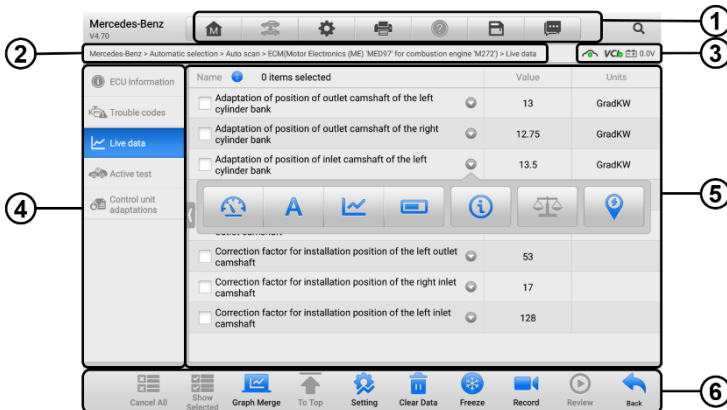 Mercedes-Benz
V4.70
M
1
2
Mercedes-Benz > Automatic selection > Auto scan > ECM(Motor Electronics (ME) 'MED97' for combustion engine 'M272') > Live data
VCI
0.0V
3
ECU information
Trouble codes
Live data
Active test
Control unit
adaptations
4
Name 0 items selected Value Units
Adaptation of position of outlet camshaft of the left
cylinder bank
13 GradKW
Adaptation of position of outlet camshaft of the right
cylinder bank
12.75 GradKW
Adaptation of position of inlet camshaft of the left
cylinder bank
13.5 GradKW
A
5
outlet camshaft
Correction factor for installation position of the left outlet
camshaft
53
Correction factor for installation position of the right inlet
camshaft
17
Correction factor for installation position of the left inlet
camshaft
128
Cancel All
Show
Selected
Graph Merge
To Top
Setting
Clear Data
Freeze
Record
Review
Back
6